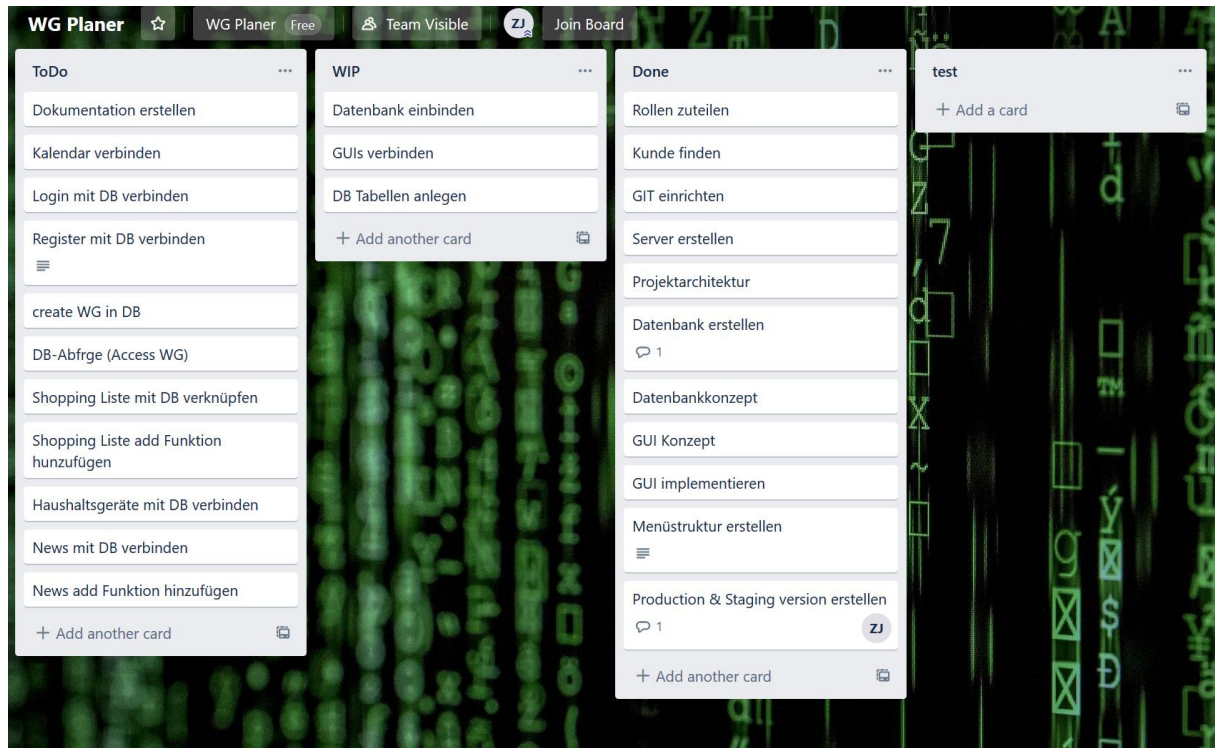 WG Planer
WG Planer Free
Team Visible
ZJ
Join Board
ToDo
Dokumentation erstellen
Kalendar verbinden
Login mit DB verbinden
Register mit DB verbinden
create WG in DB
DB-Abfrge (Access WG)
Shopping Liste mit DB verknüpfen
Shopping Liste add Funktion
hunzufügen
Haushaltsgeräte mit DB verbinden
News mit DB verbinden
News add Funktion hinzufügen
+ Add another card
WIP
Datenbank einbinden
GUIs verbinden
DB Tabellen anlegen
+ Add another card
Done
Rollen zuteilen
Kunde finden
GIT einrichten
Server erstellen
Projektarchitektur
Datenbank erstellen
1
Datenbankkonzept
GUI Konzept
GUI implementieren
Menüstruktur erstellen
Production & Staging version erstellen
1
ZJ
+ Add another card
test
+ Add a card